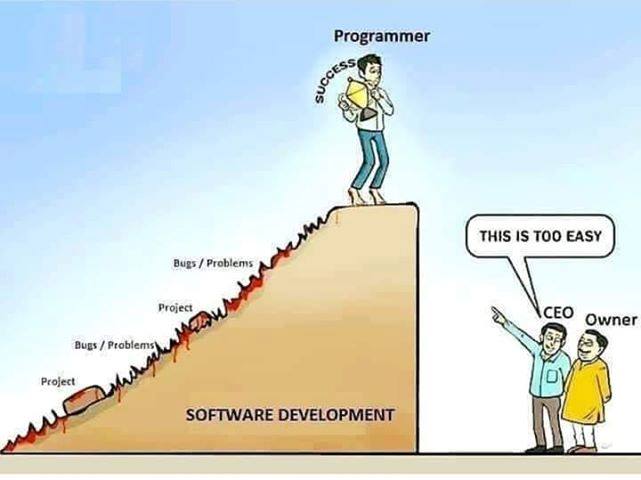 Programmer
SUCCESS
THIS IS TOO EASY
Bugs / Problems
Project
CEO
Owner
Bugs / Problems
Project
SOFTWARE DEVELOPMENT